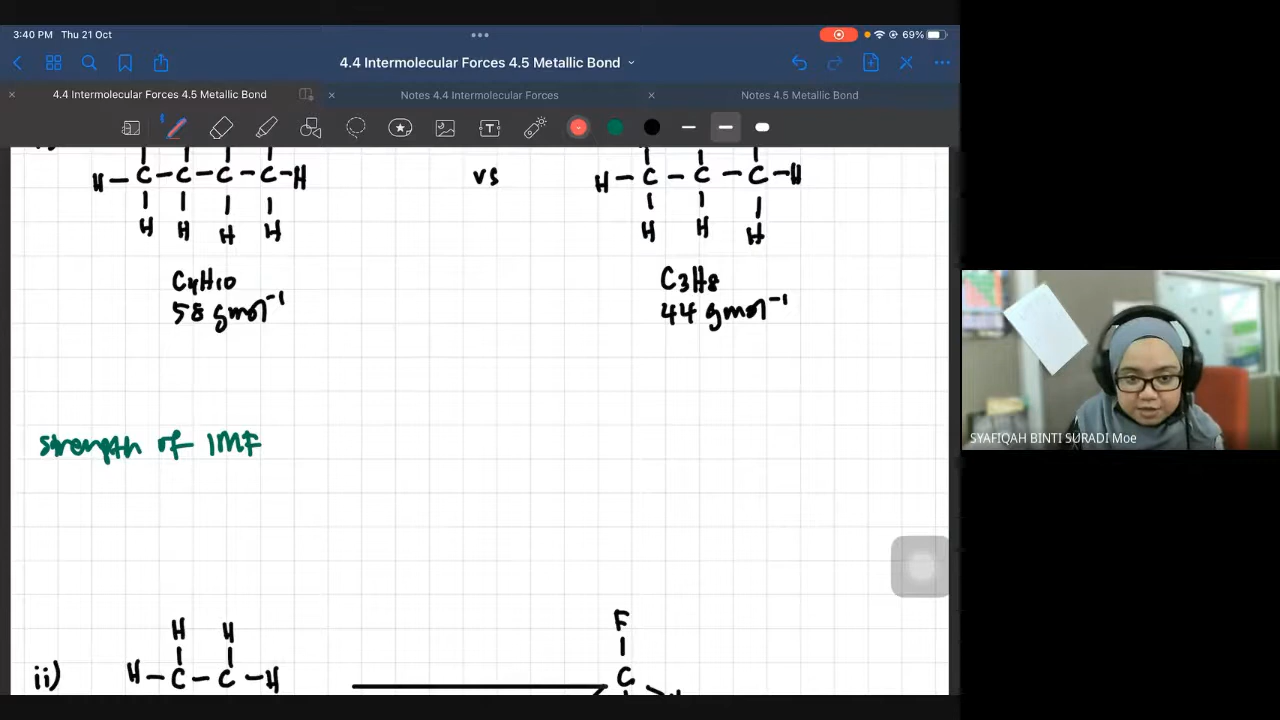 3:40 PM Thu 21 Oct
69%
4.4 Intermolecular Forces 4.5 Metallic Bond
4.4 Intermolecular Forces 4.5 Metallic Bond
Notes 4.4 Intermolecular Forces
Notes 4.5 Metallic Bond
H-C-C-C-C-H vs H-C-C-C-H
H H H H H H H
C4H10 C3H8
58 gmol-1 44 gmol-1
SYAFIQAH BINTI SURADI Moe
strength of IMF
F
H H
ii) H-C-C-H C